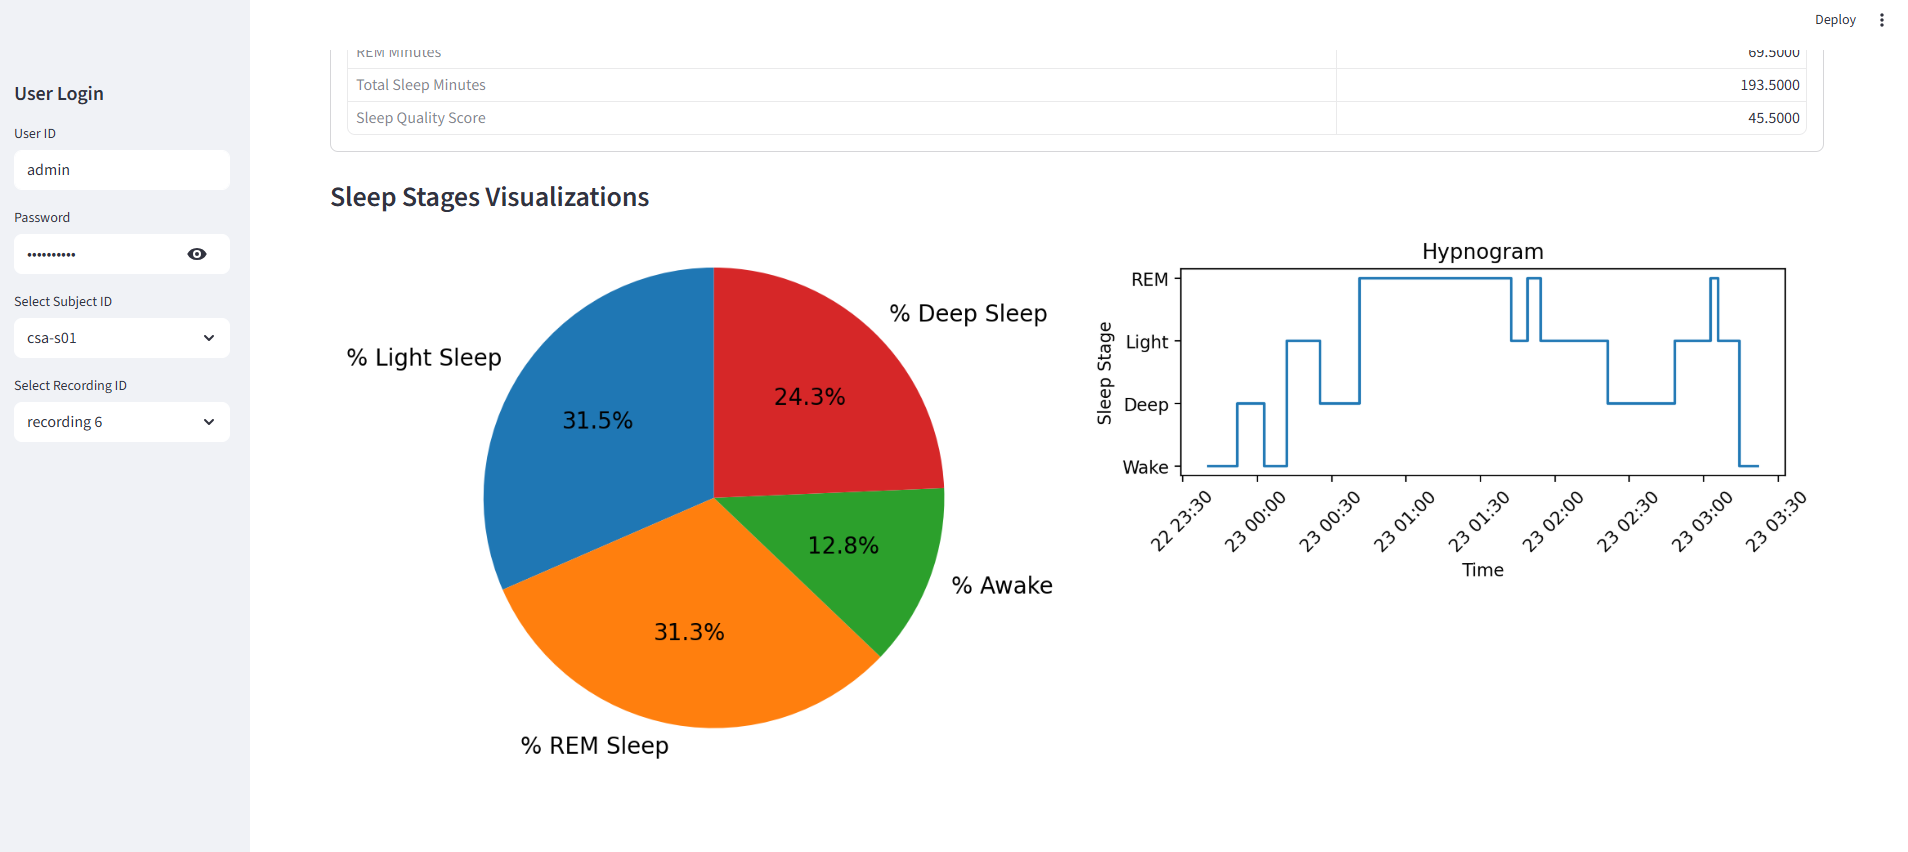 Deploy
User Login
User ID
admin
Password
••••••••••
Select Subject ID
csa-s01
Select Recording ID
recording 6
REM Minutes 69.5000
Total Sleep Minutes 193.5000
Sleep Quality Score 45.5000
Sleep Stages Visualizations
% Deep Sleep
% Light Sleep
24.3%
31.5%
12.8%
% Awake
31.3%
% REM Sleep
Hypnogram
REM
Light
Deep
Wake
Sleep Stage
22 23:30
23 00:00
23 00:30
23 01:00
23 01:30
23 02:00
23 02:30
23 03:00
23 03:30
Time